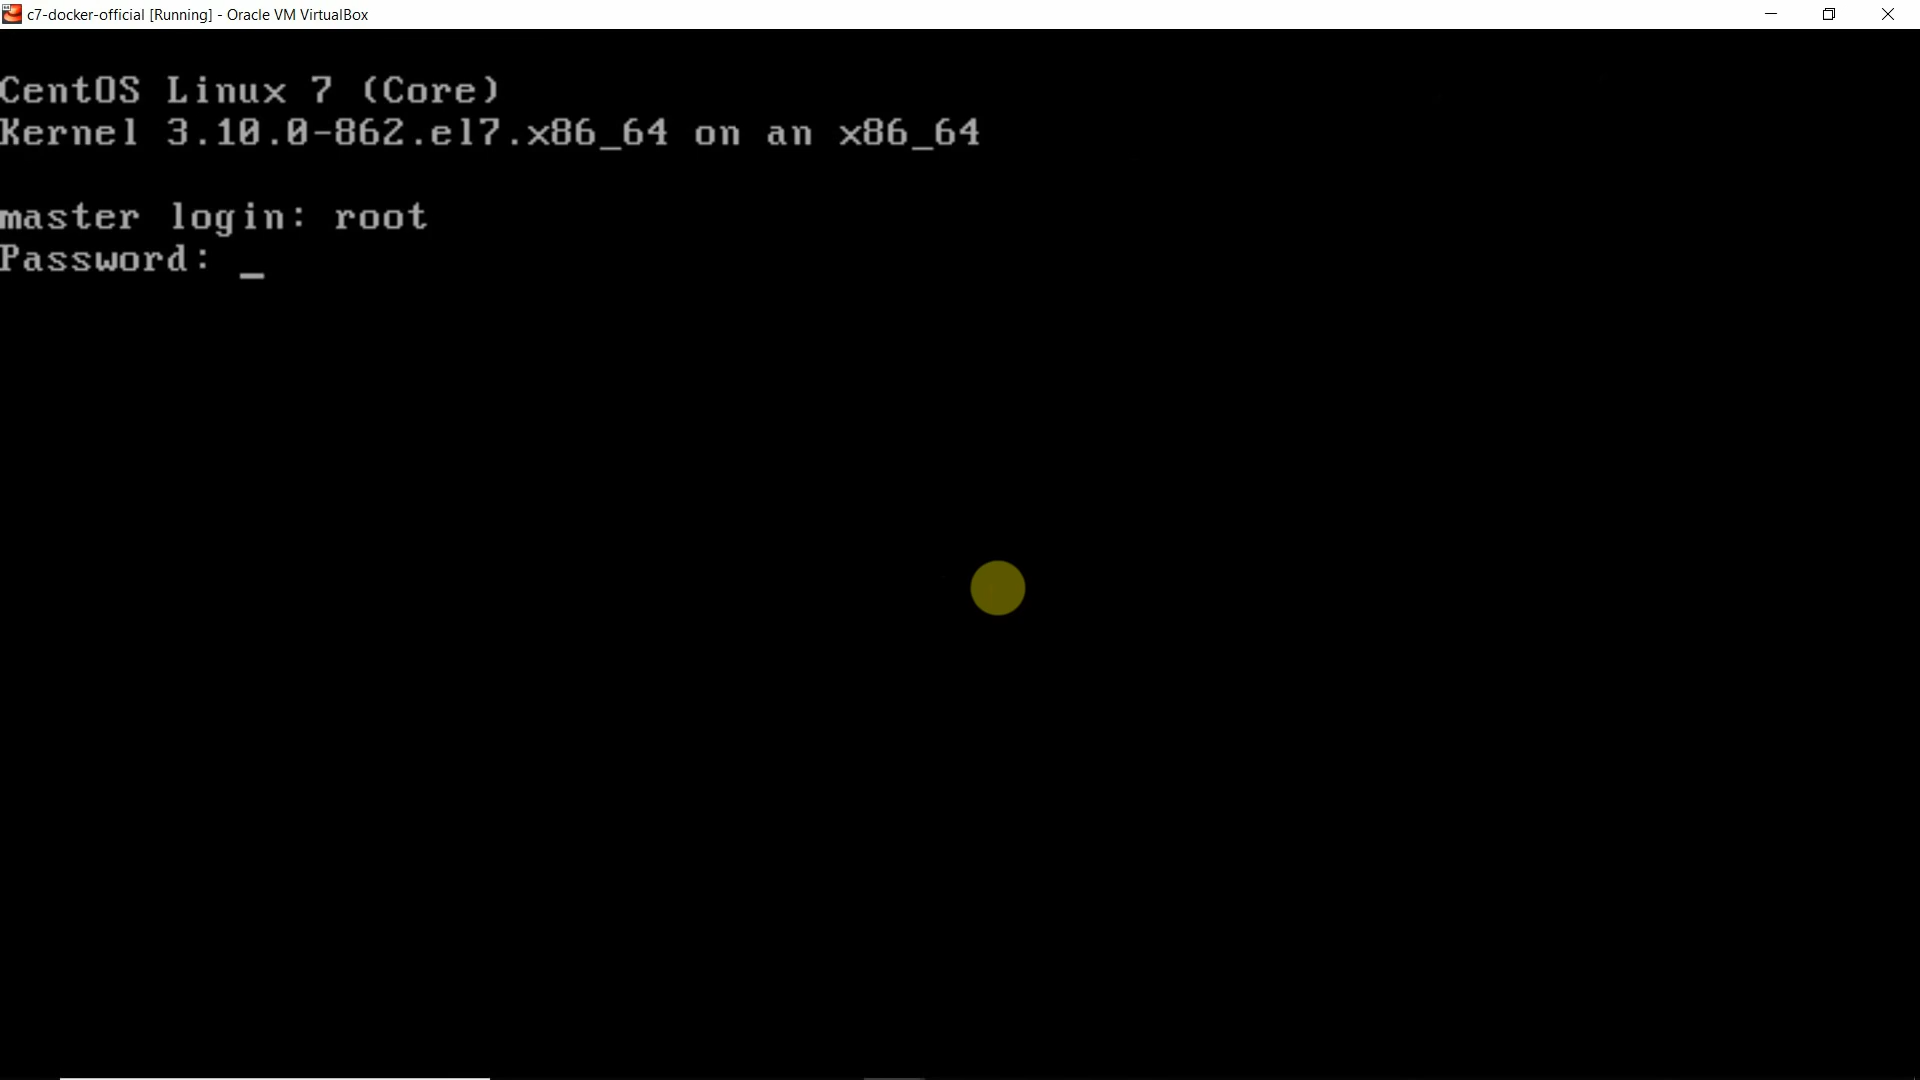 c7-docker-official [Running] - Oracle VM VirtualBox
CentOS Linux 7 (Core)
Kernel 3.10.0-862.el7.x86_64 on an x86_64
master login: root
Password: _